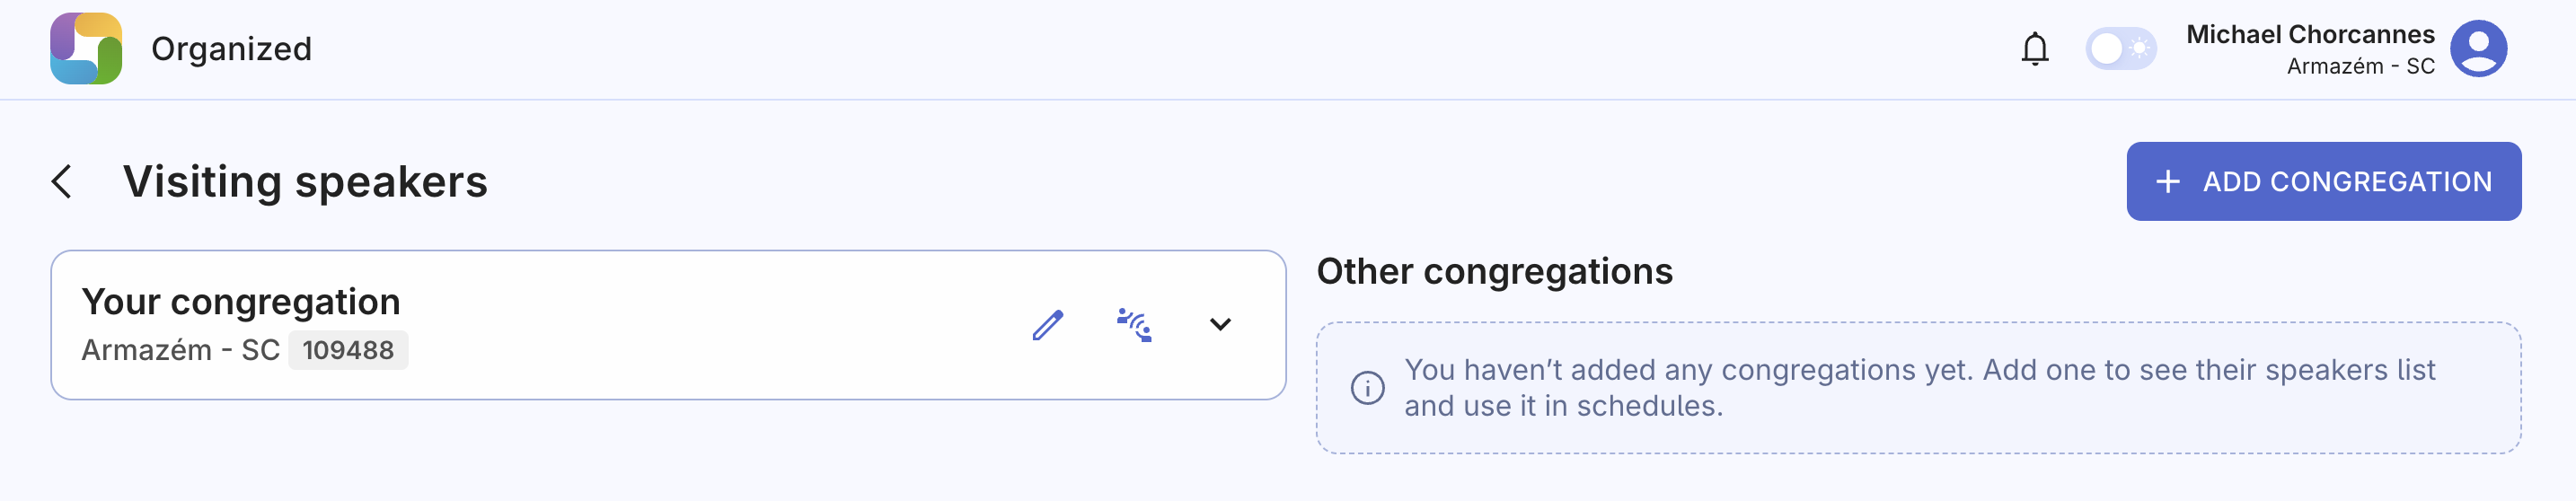 Organized
Michael Chorcannes
Armazém - SC
Visiting speakers
+ ADD CONGREGATION
Your congregation
Armazém - SC 109488
Other congregations
You haven’t added any congregations yet. Add one to see their speakers list
and use it in schedules.